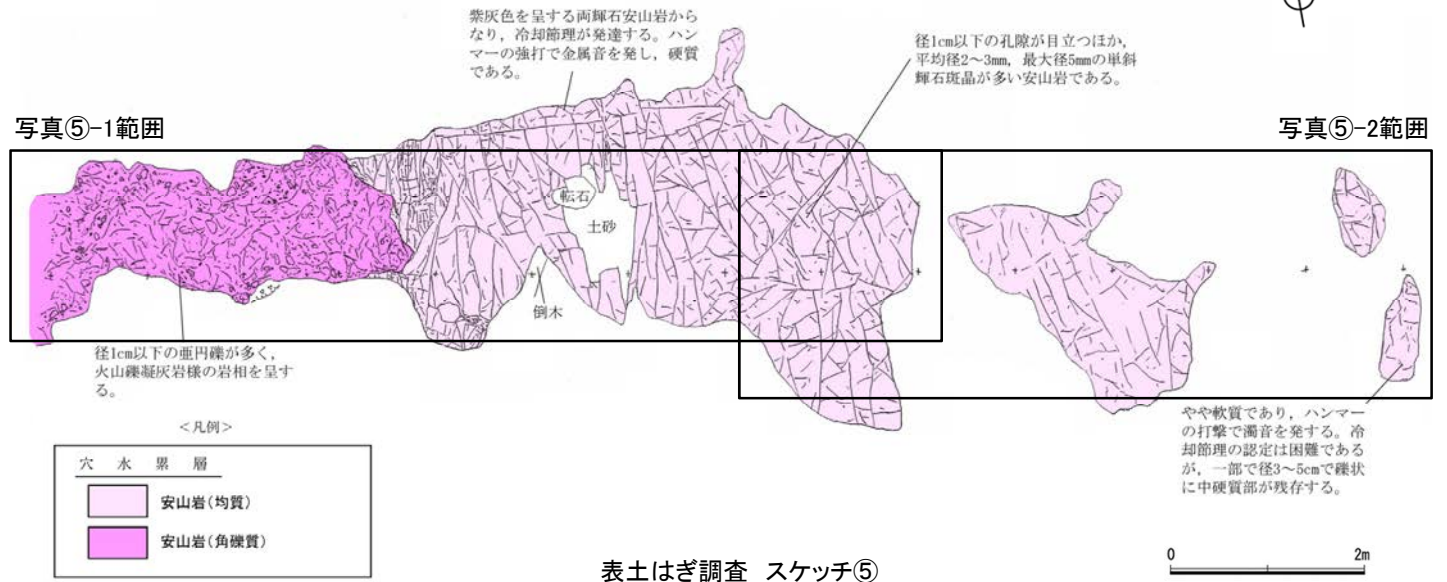 紫灰色を呈する両輝石安山岩から
なり，冷却節理が発達する。ハン
マーの強打で金属音を発し，硬質
である。
径1cm以下の孔隙が目立つほか，
平均径2～3mm，最大径5mmの単斜
輝石斑晶が多い安山岩である。
写真⑤-1範囲
写真⑤-2範囲
転石
土砂
倒木
径1cm以下の亜円礫が多く，
火山礫凝灰岩様の岩相を呈す
る。
やや軟質であり，ハンマー
の打撃で濁音を発する。冷
却節理の認定は困難である
が，一部で径3～5cmで礫状
に中硬質部が残存する。
＜凡例＞
穴水累層
安山岩(均質)
安山岩(角礫質)
表土はぎ調査 スケッチ⑤
0 2m